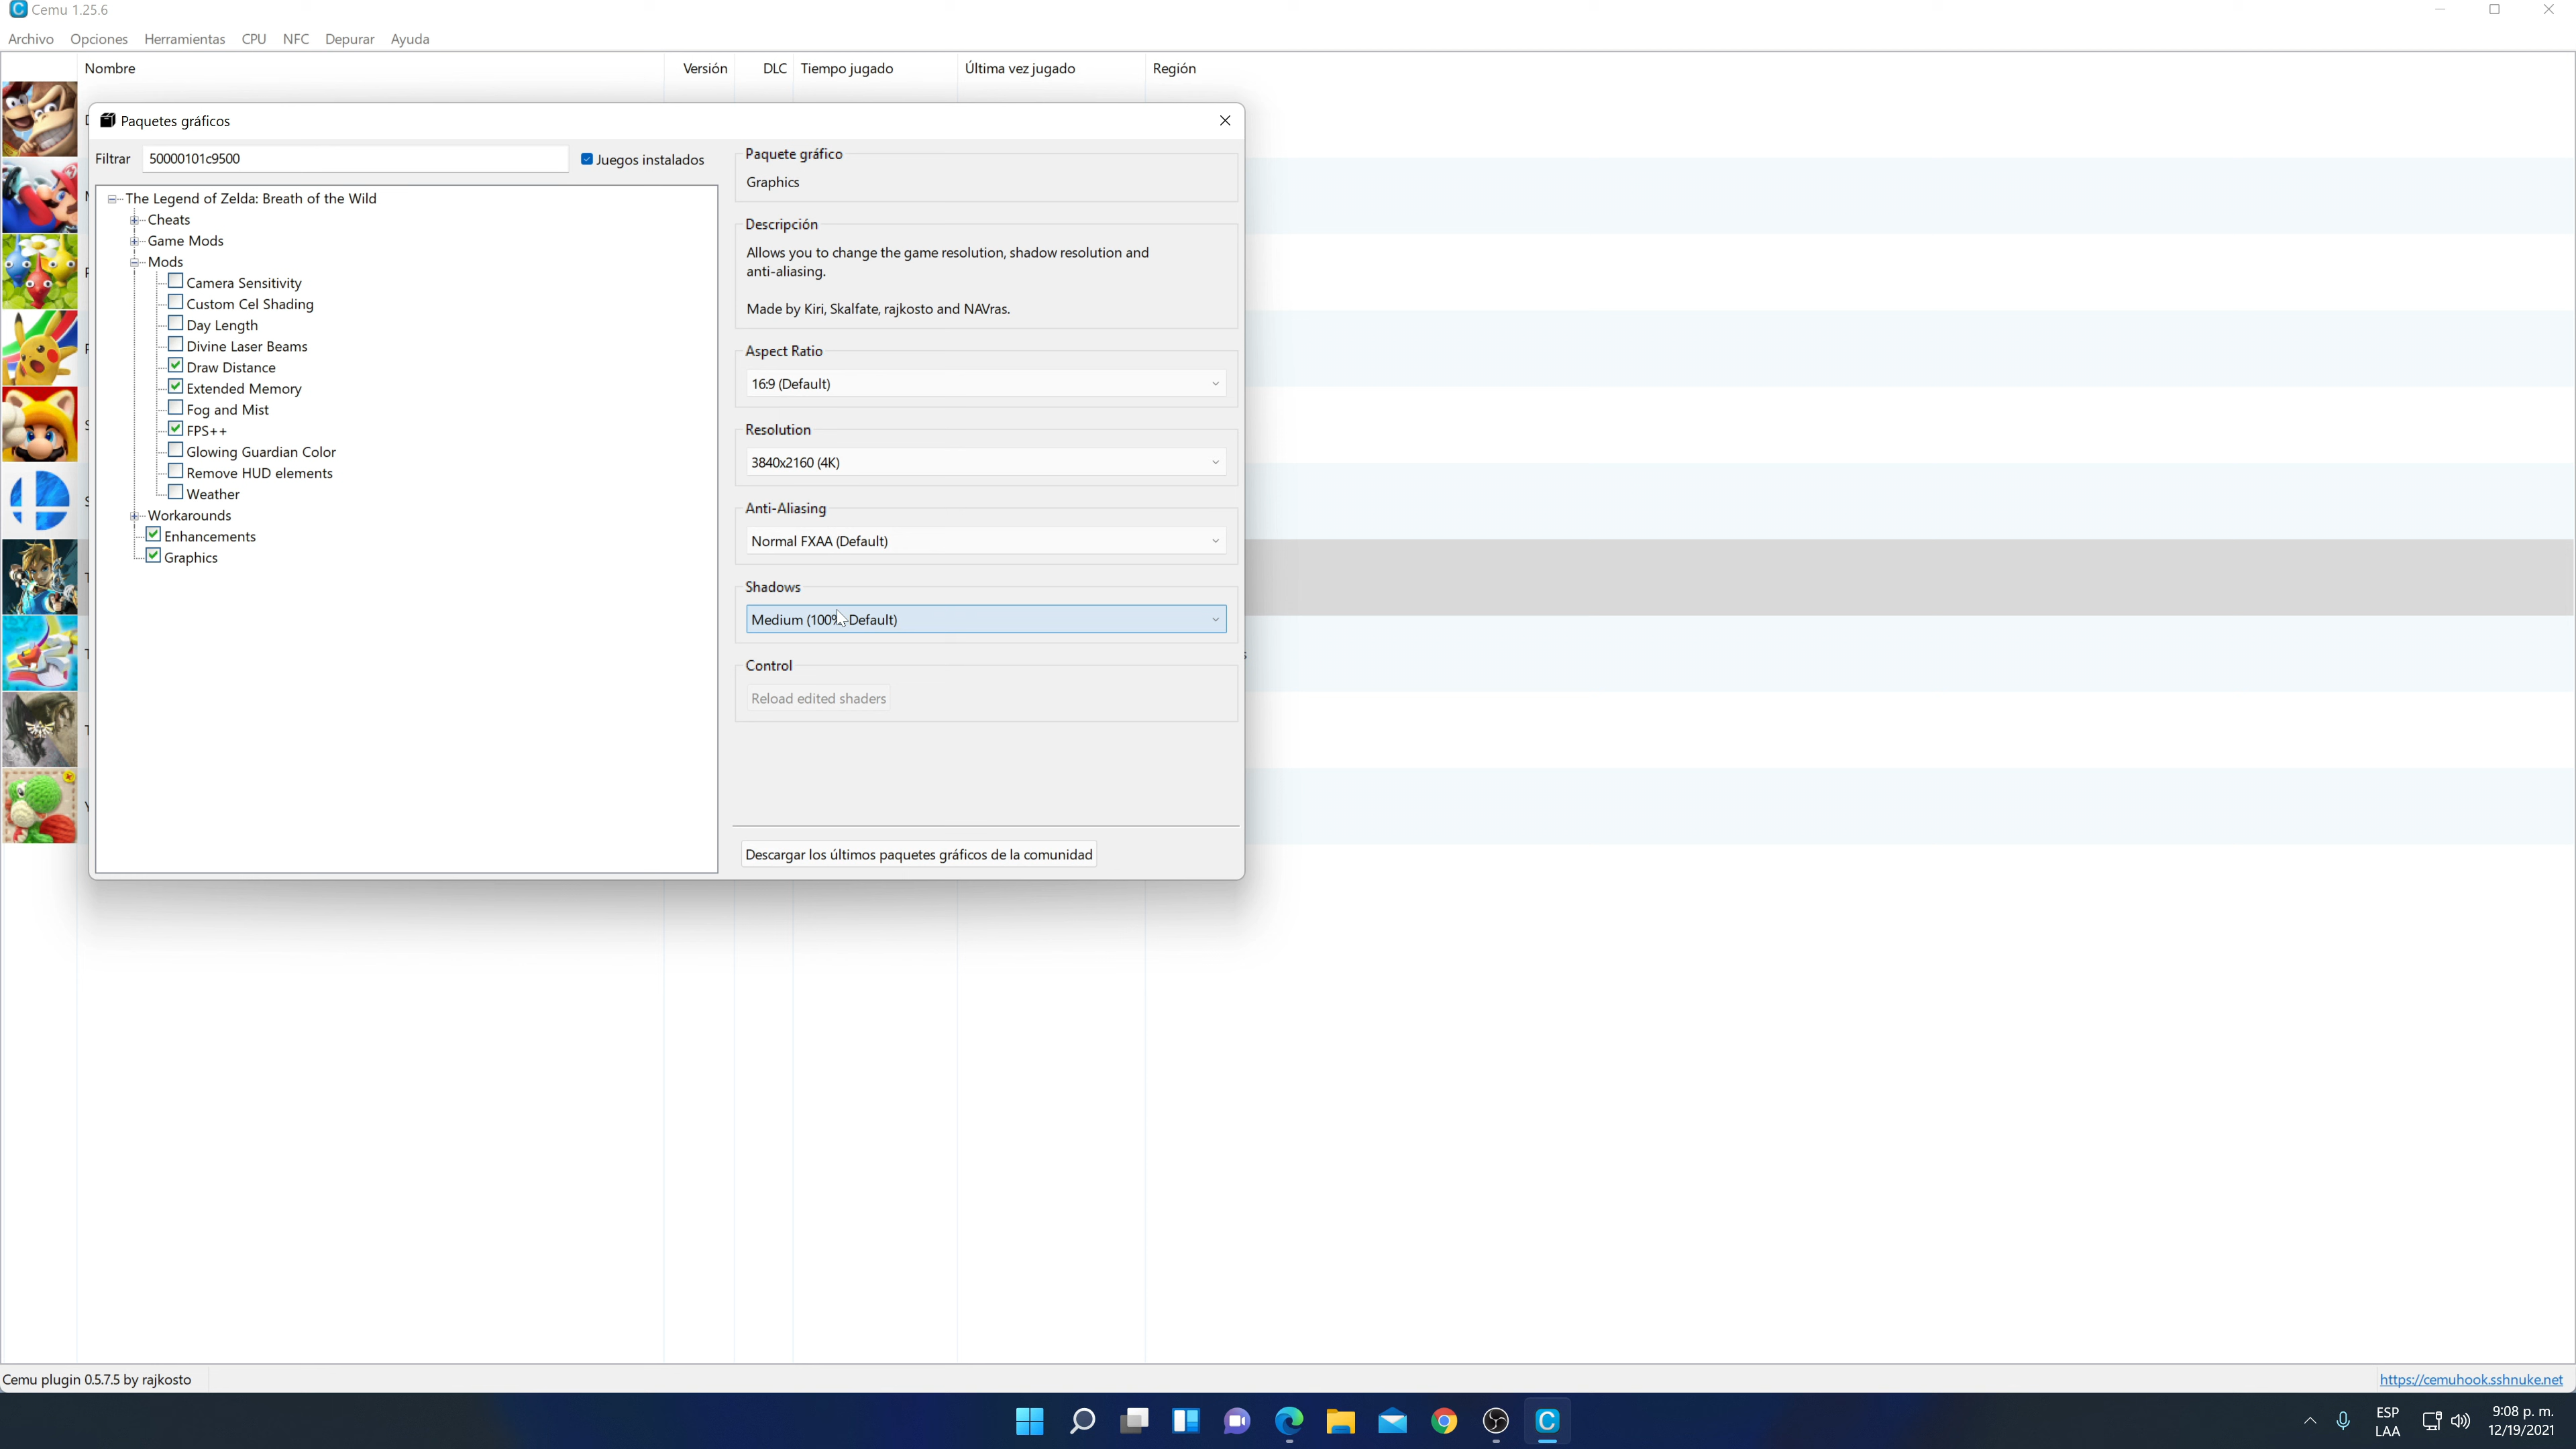 Cemu 1.25.6
Archivo Opciones Herramientas CPU NFC Depurar Ayuda
Nombre Versión DLC Tiempo jugado Última vez jugado Región
Paquetes gráficos
Filtrar 50000101c9500 Juegos instalados
The Legend of Zelda: Breath of the Wild
Cheats
Game Mods
Mods
Camera Sensitivity
Custom Cel Shading
Day Length
Divine Laser Beams
Draw Distance
Extended Memory
Fog and Mist
FPS++
Glowing Guardian Color
Remove HUD elements
Weather
Workarounds
Enhancements
Graphics
Paquete gráfico
Graphics
Descripción
Allows you to change the game resolution, shadow resolution and
anti-aliasing.
Made by Kiri, Skalfate, rajkosto and NAVras.
Aspect Ratio
16:9 (Default)
Resolution
3840x2160 (4K)
Anti-Aliasing
Normal FXAA (Default)
Shadows
Medium (100% Default)
Control
Reload edited shaders
Descargar los últimos paquetes gráficos de la comunidad
Cemu plugin 0.5.7.5 by rajkosto
https://cemuhook.sshnuke.net
ESP
LAA
9:08 p. m.
12/19/2021